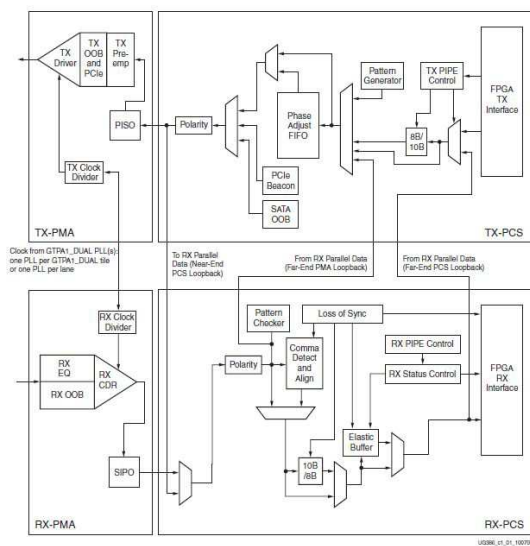 TX
Driver
TX
OOB
and
PCIe
TX
Pre-
emp
PISO
TX Clock
Divider
TX-PMA
Polarity
Phase
Adjust
FIFO
PCIe
Beacon
SATA
OOB
Pattern
Generator
TX PIPE
Control
8B/
10B
FPGA
TX
Interface
TX-PCS
Clock from GTPA1_DUAL PLL(s):
one PLL per GTPA1_DUAL tile
or one PLL per lane
To RX Parallel
Data (Near-End
PCS Loopback)
From RX Parallel Data
(Far-End PMA Loopback)
From RX Parallel Data
(Far-End PCS Loopback)
RX Clock
Divider
RX
EQ
RX OOB
RX
CDR
SIPO
RX-PMA
Pattern
Checker
Polarity
Comma
Detect
and
Align
Loss of Sync
10B
/8B
Elastic
Buffer
RX PIPE Control
RX Status Control
FPGA
RX
Interface
RX-PCS